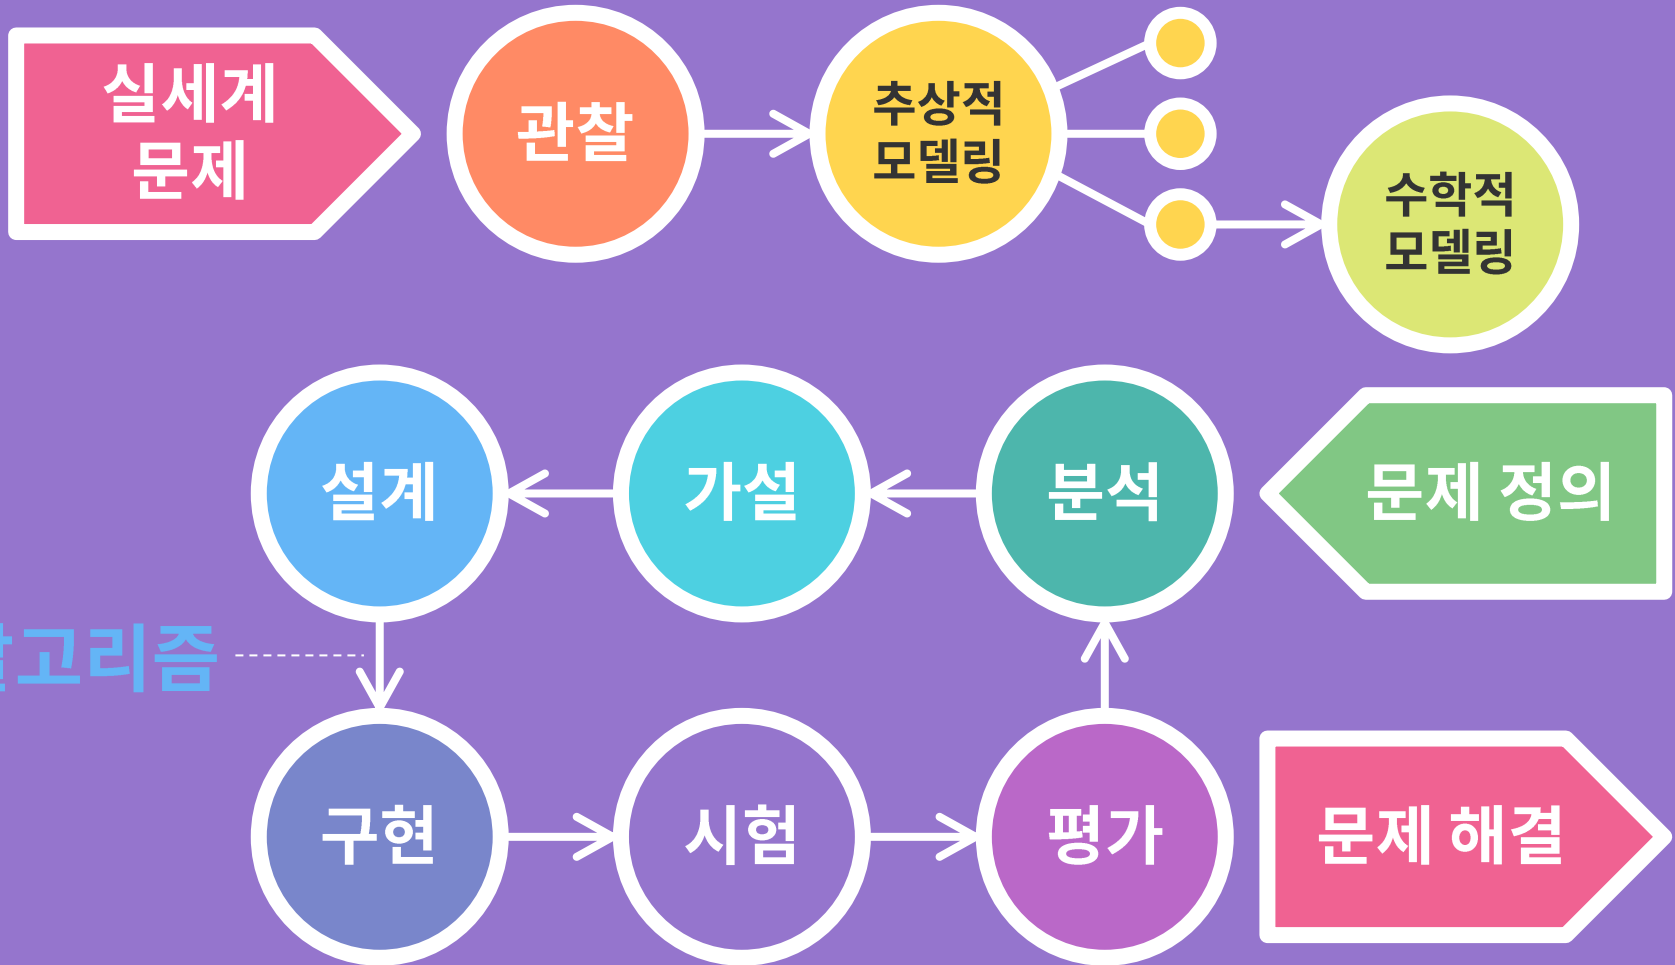 실세계
문제
관찰
추상적
모델링
수학적
모델링
설계
가설
분석
문제 정의
알고리즘
구현
시험
평가
문제 해결